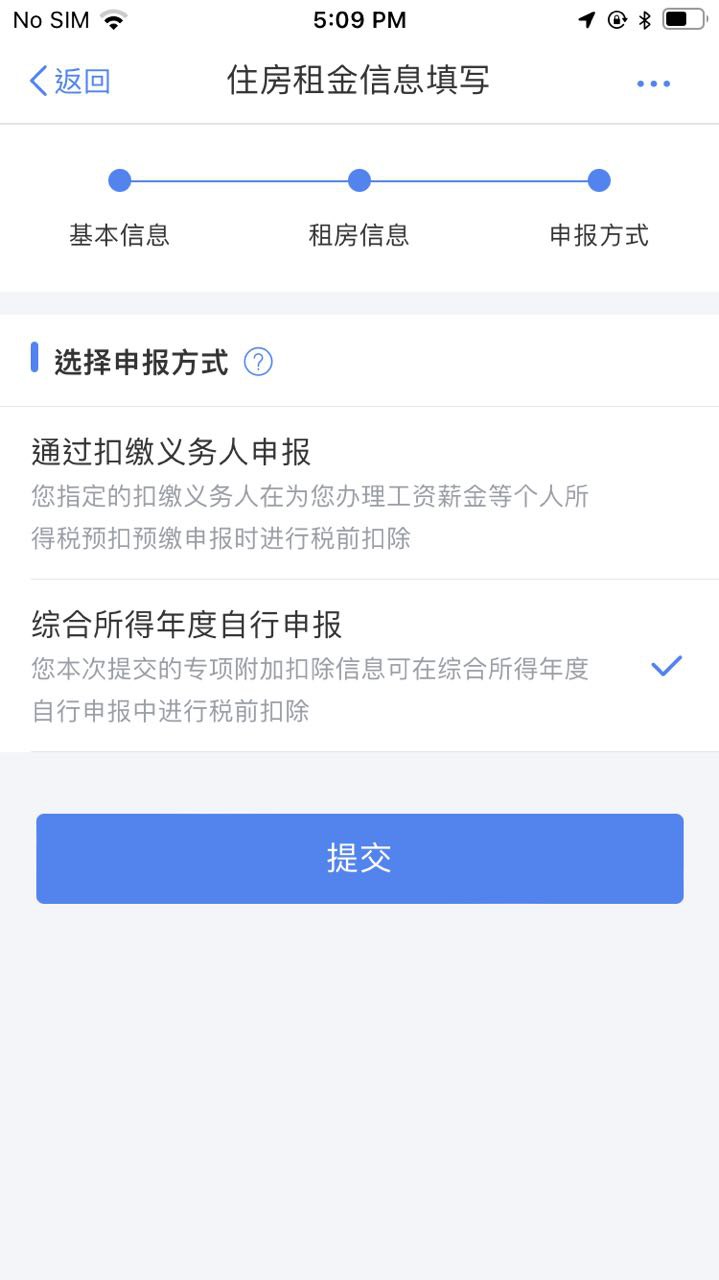 No SIM 5:09 PM
返回 住房租金信息填写
基本信息 租房信息 申报方式
选择申报方式 ?
通过扣缴义务人申报
您指定的扣缴义务人在为您办理工资薪金等个人所
得税预扣预缴申报时进行税前扣除
综合所得年度自行申报
您本次提交的专项附加扣除信息可在综合所得年度
自行申报中进行税前扣除
提交